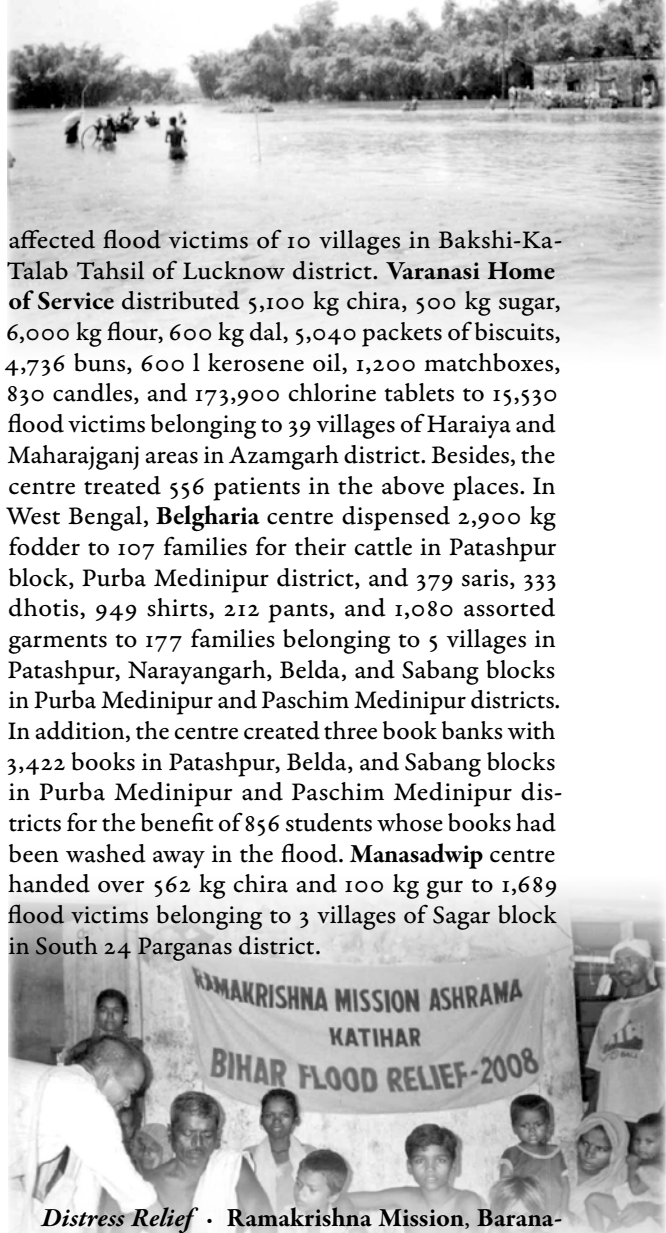 affected flood victims of 10 villages in Bakshi-Ka-
Talab Tahsil of Lucknow district. Varanasi Home
of Service distributed 5,100 kg chira, 500 kg sugar,
6,000 kg flour, 600 kg dal, 5,040 packets of biscuits,
4,736 buns, 600 l kerosene oil, 1,200 matchboxes,
830 candles, and 173,900 chlorine tablets to 15,530
flood victims belonging to 39 villages of Haraiya and
Maharajganj areas in Azamgarh district. Besides, the
centre treated 556 patients in the above places. In
West Bengal, Belgharia centre dispensed 2,900 kg
fodder to 107 families for their cattle in Patashpur
block, Purba Medinipur district, and 379 saris, 333
dhotis, 949 shirts, 212 pants, and 1,080 assorted
garments to 177 families belonging to 5 villages in
Patashpur, Narayangarh, Belda, and Sabang blocks
in Purba Medinipur and Paschim Medinipur districts.
In addition, the centre created three book banks with
3,422 books in Patashpur, Belda, and Sabang blocks
in Purba Medinipur and Paschim Medinipur dis-
tricts for the benefit of 856 students whose books had
been washed away in the flood. Manasadwip centre
handed over 562 kg chira and 100 kg gur to 1,689
flood victims belonging to 3 villages of Sagar block
in South 24 Parganas district.
RAMAKRISHNA MISSION ASHRAMA
KATIHAR
BIHAR FLOOD RELIEF-2008
Distress Relief · Ramakrishna Mission, Barana-